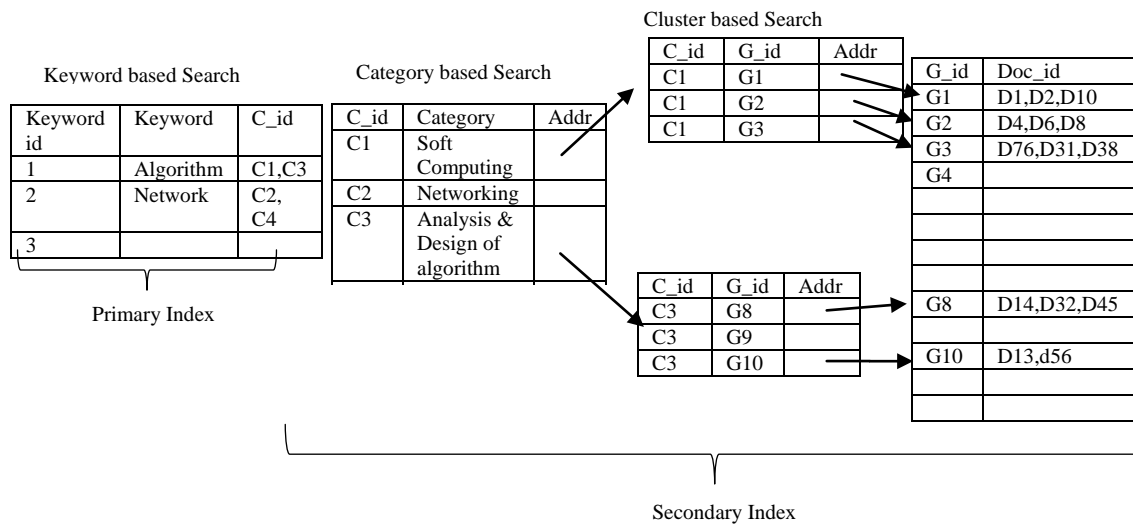 Cluster based Search
Keyword based Search
Category based Search
Keyword id Keyword C_id
1 Algorithm C1,C3
2 Network C2, C4
3
Primary Index
C_id Category Addr
C1 Soft Computing
C2 Networking
C3 Analysis & Design of algorithm
C_id G_id Addr
C1 G1
C1 G2
C1 G3
C_id G_id Addr
C3 G8
C3 G9
C3 G10
G_id Doc_id
G1 D1,D2,D10
G2 D4,D6,D8
G3 D76,D31,D38
G4
G8 D14,D32,D45
G10 D13,d56
Secondary Index